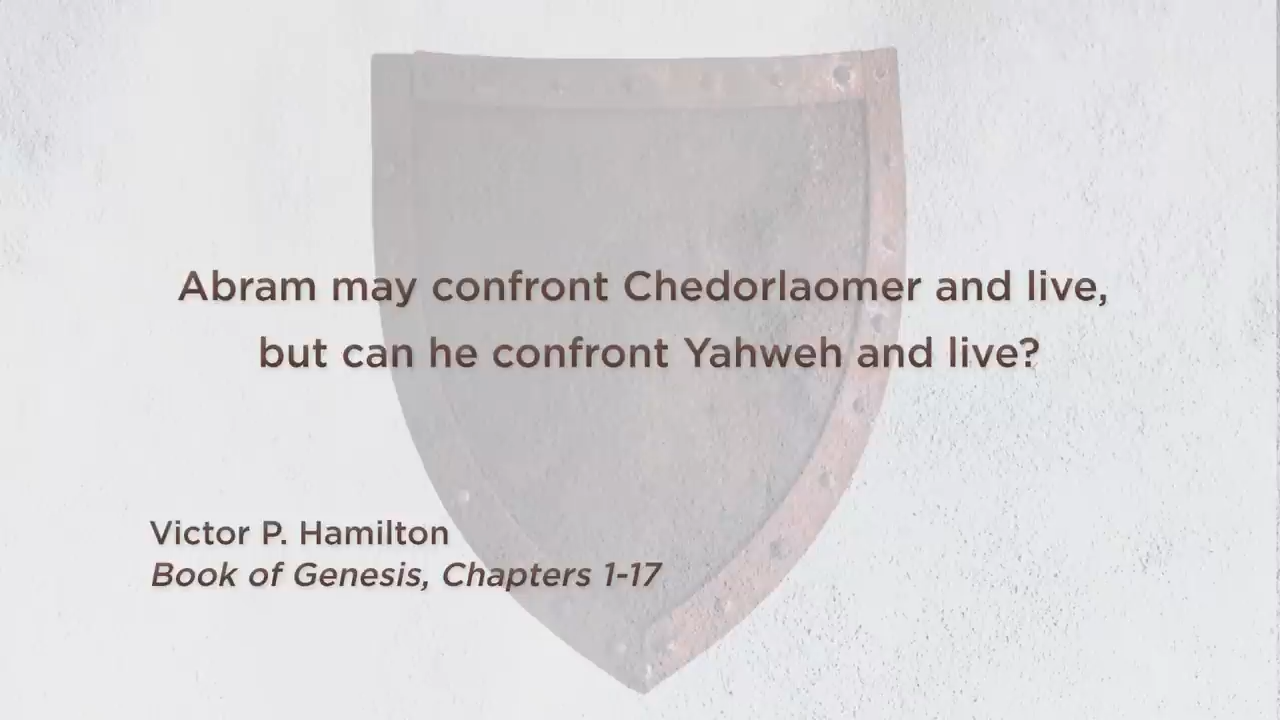 Abram may confront Chedorlaomer and live,
but can he confront Yahweh and live?
Victor P. Hamilton
Book of Genesis, Chapters 1-17